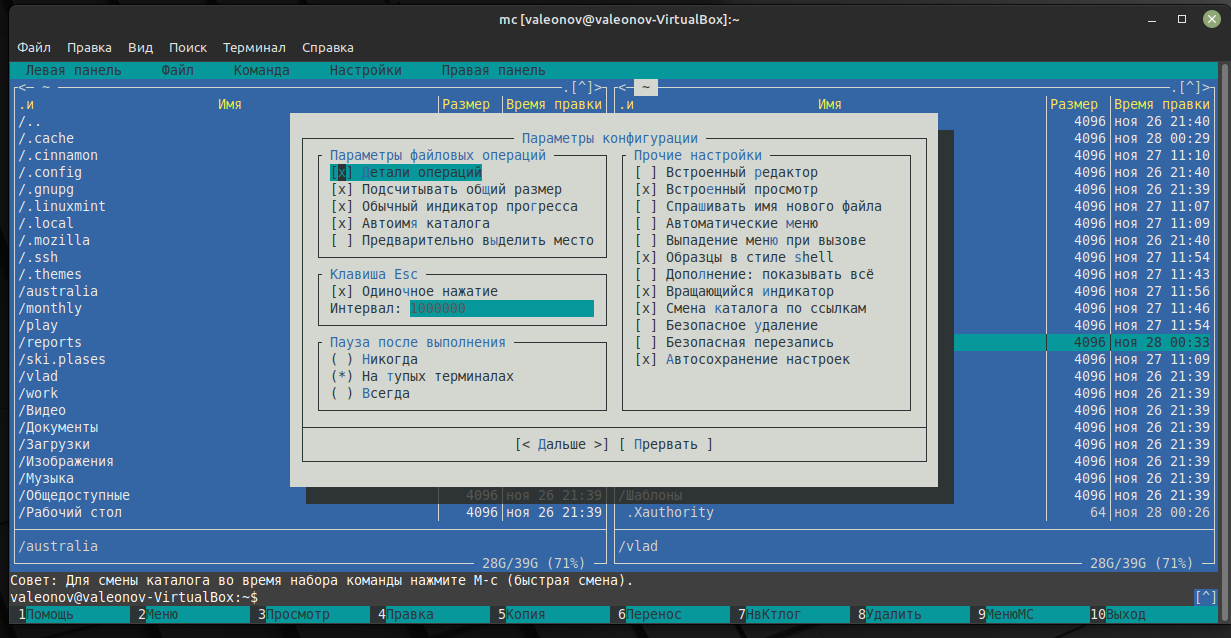 mc [valeonov@valeonov-VirtualBox]:~
Файл Правка Вид Поиск Терминал Справка
Левая панель Файл Команда Настройки Правая панель
<─ ~ .[^]> <─ ~ .[^]>
.и Имя Размер Время правки .и Имя Размер Время правки
/.. 4096 ноя 26 21:40
/.cache Параметры конфигурации 4096 ноя 28 00:29
/.cinnamon Параметры файловых операций Прочие настройки 4096 ноя 27 11:10
/.config [x] Детали операций [ ] Встроенный редактор 4096 ноя 26 21:40
/.gnupg [x] Подсчитывать общий размер [x] Встроенный просмотр 4096 ноя 26 21:39
/.linuxmint [x] Обычный индикатор прогресса [ ] Спрашивать имя нового файла 4096 ноя 27 11:07
/.local [x] Автоимя каталога [ ] Автоматические меню 4096 ноя 27 11:09
/.mozilla [ ] Предварительно выделить место [ ] Выпадение меню при вызове 4096 ноя 26 21:40
/.ssh [x] Образцы в стиле shell 4096 ноя 27 11:54
/.themes Клавиша Esc [ ] Дополнение: показывать всё 4096 ноя 27 11:43
/australia [x] Одиночное нажатие [x] Вращающийся индикатор 4096 ноя 27 11:56
/monthly Интервал: 1000000 [x] Смена каталога по ссылкам 4096 ноя 27 11:46
/play [ ] Безопасное удаление 4096 ноя 27 11:54
/reports Пауза после выполнения [ ] Безопасная перезапись 4096 ноя 28 00:33
/ski.plases ( ) Никогда [x] Автосохранение настроек 4096 ноя 27 11:09
/vlad (*) На тупых терминалах 4096 ноя 26 21:39
/work ( ) Всегда 4096 ноя 26 21:39
/Видео 4096 ноя 26 21:39
/Документы 4096 ноя 26 21:39
/Загрузки [< Дальше >] [ Прервать ] 4096 ноя 26 21:39
/Изображения 4096 ноя 26 21:39
/Музыка 4096 ноя 26 21:39
/Общедоступные 4096 ноя 26 21:39 /Шаблоны 4096 ноя 26 21:39
/Рабочий стол 4096 ноя 26 21:39 .Xauthority 64 ноя 28 00:26
/australia /vlad
28G/39G (71%) 28G/39G (71%)
Совет: Для смены каталога во время набора команды нажмите M-c (быстрая смена).
valeonov@valeonov-VirtualBox:~$ [^]
1Помощь 2Меню 3Просмотр 4Правка 5Копия 6Перенос 7НвКтлог 8Удалить 9МенюMC 10Выход